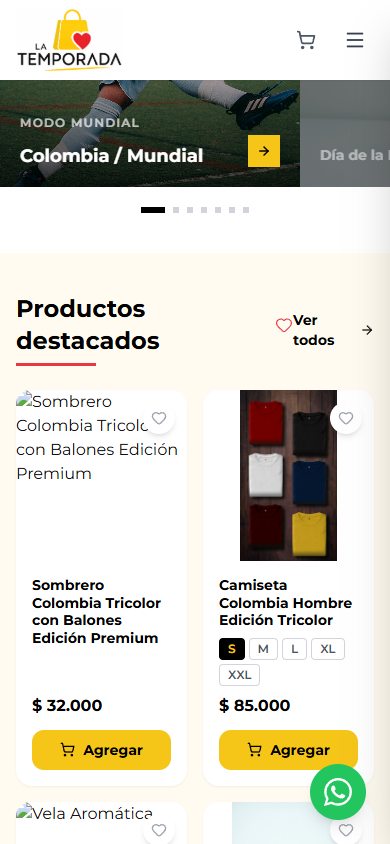 LA
TEMPORADA
MODO MUNDIAL
Colombia / Mundial
Día de la
Productos
destacados
Ver
todos
Sombrero
Colombia Tricolor
con Balones Edición
Premium
Sombrero
Colombia Tricolor
con Balones
Edición Premium
$ 32.000
Agregar
Camiseta
Colombia Hombre
Edición Tricolor
S
M
L
XL
XXL
$ 85.000
Agregar
Vela Aromática